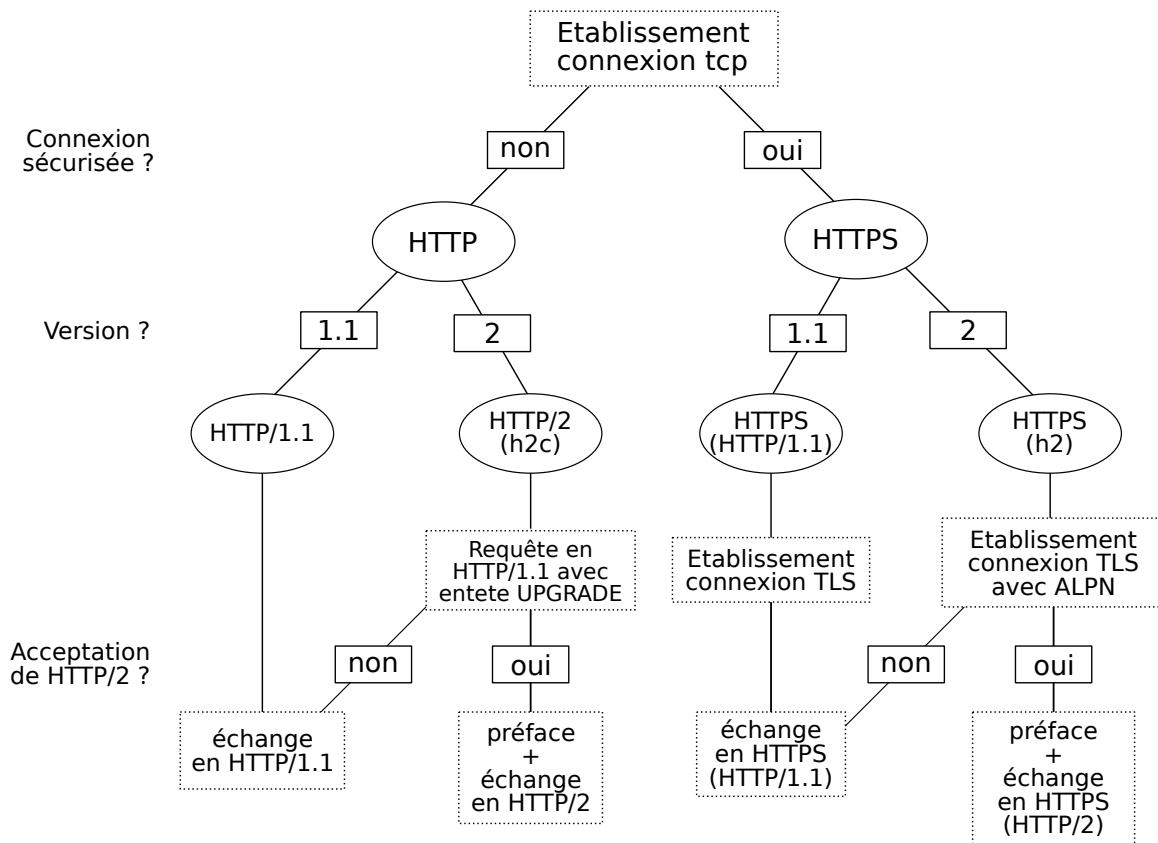 Etablissement
connexion tcp
Connexion
sécurisée ?
non
oui
HTTP
HTTPS
Version ?
1.1
2
1.1
2
HTTP/1.1
HTTP/2
(h2c)
HTTPS
(HTTP/1.1)
HTTPS
(h2)
Requête en
HTTP/1.1 avec
entete UPGRADE
Etablissement
connexion TLS
Etablissement
connexion TLS
avec ALPN
Acceptation
de HTTP/2 ?
non
oui
non
oui
échange
en HTTP/1.1
préface
+
échange
en HTTP/2
échange
en HTTPS
(HTTP/1.1)
préface
+
échange
en HTTPS
(HTTP/2)